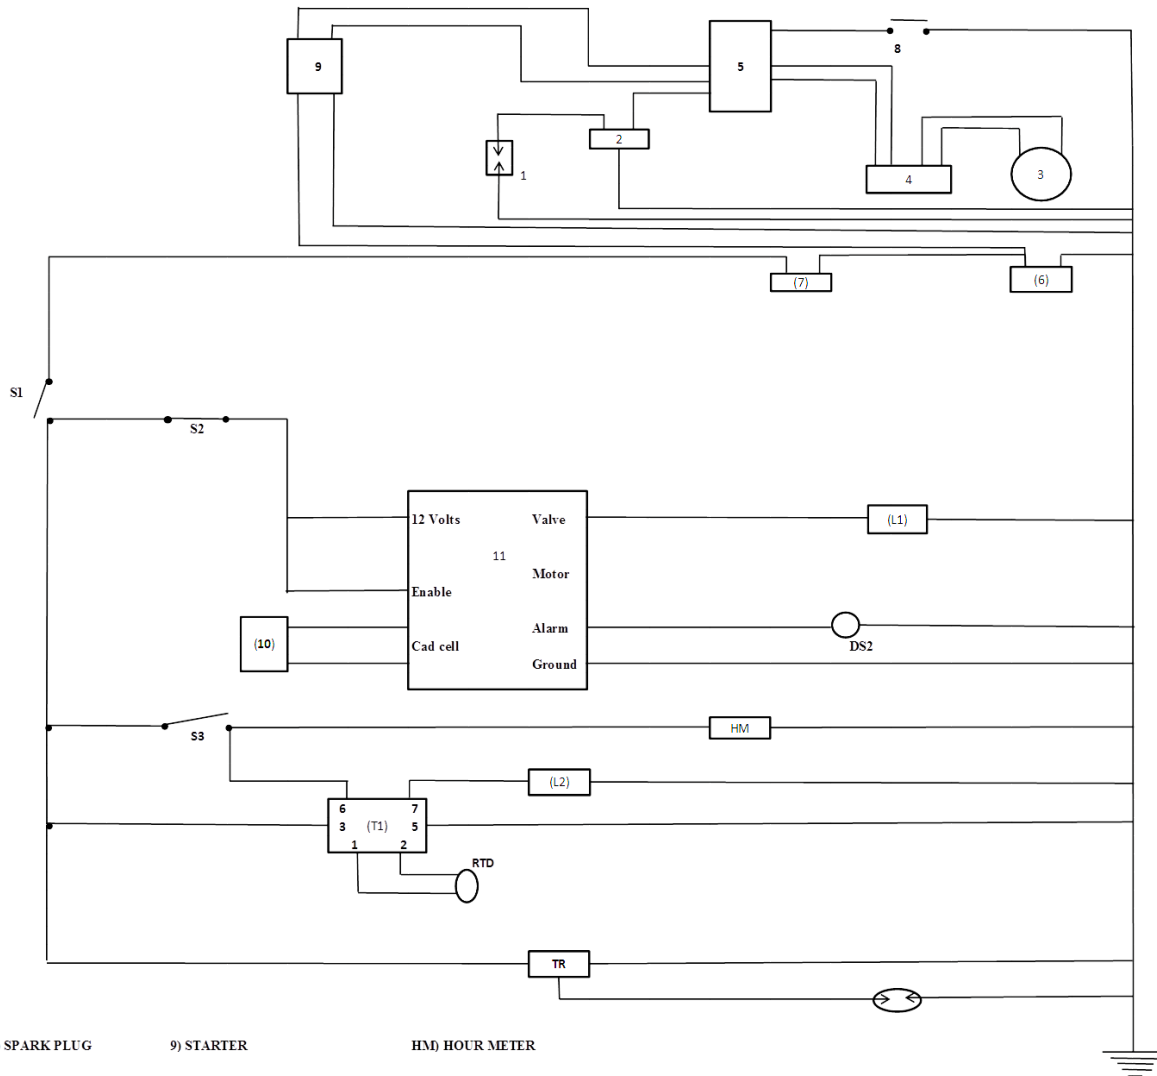 9
5
8
2
1
4
3
(7)
(6)
S1
S2
12 Volts
Valve
11
Motor
Enable
Alarm
(10)
Cad cell
DS2
Ground
S3
HM
(L2)
(L1)
6
7
3
(T1)
5
1
2
RTD
TR
SPARK PLUG
9) STARTER
HM) HOUR METER